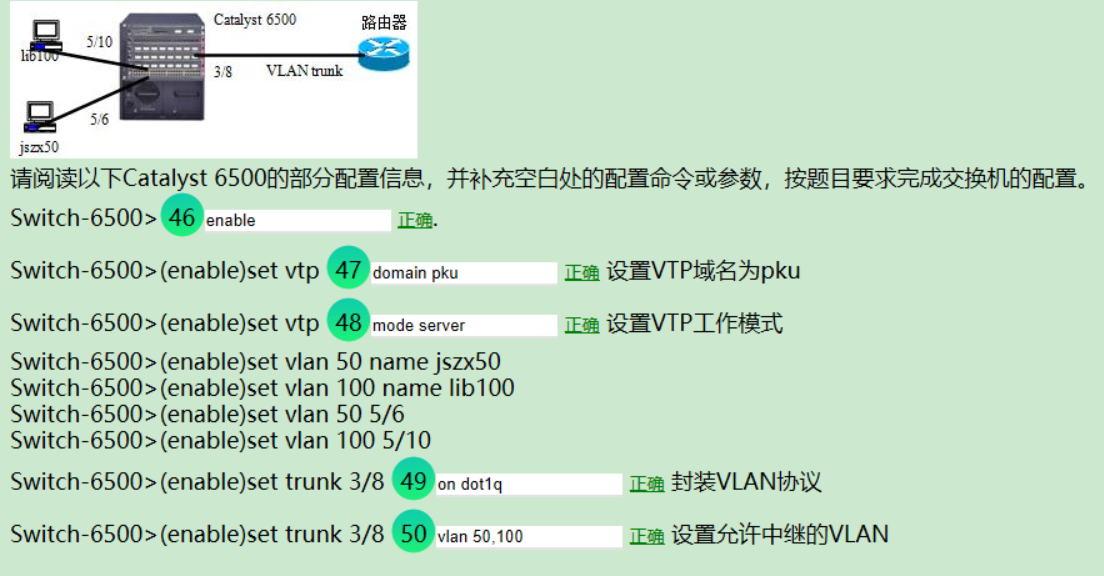 Catalyst 6500
路由器
5/10
lib100
3/8
VLAN trunk
5/6
jszx50
请阅读以下Catalyst 6500的部分配置信息，并补充空白处的配置命令或参数，按题目要求完成交换机的配置。
Switch-6500> 46 enable 正确.
Switch-6500>(enable)set vtp 47 domain pku 正确 设置VTP域名为pku
Switch-6500>(enable)set vtp 48 mode server 正确 设置VTP工作模式
Switch-6500>(enable)set vlan 50 name jszx50
Switch-6500>(enable)set vlan 100 name lib100
Switch-6500>(enable)set vlan 50 5/6
Switch-6500>(enable)set vlan 100 5/10
Switch-6500>(enable)set trunk 3/8 49 on dot1q 正确 封装VLAN协议
Switch-6500>(enable)set trunk 3/8 50 vlan 50,100 正确 设置允许中继的VLAN